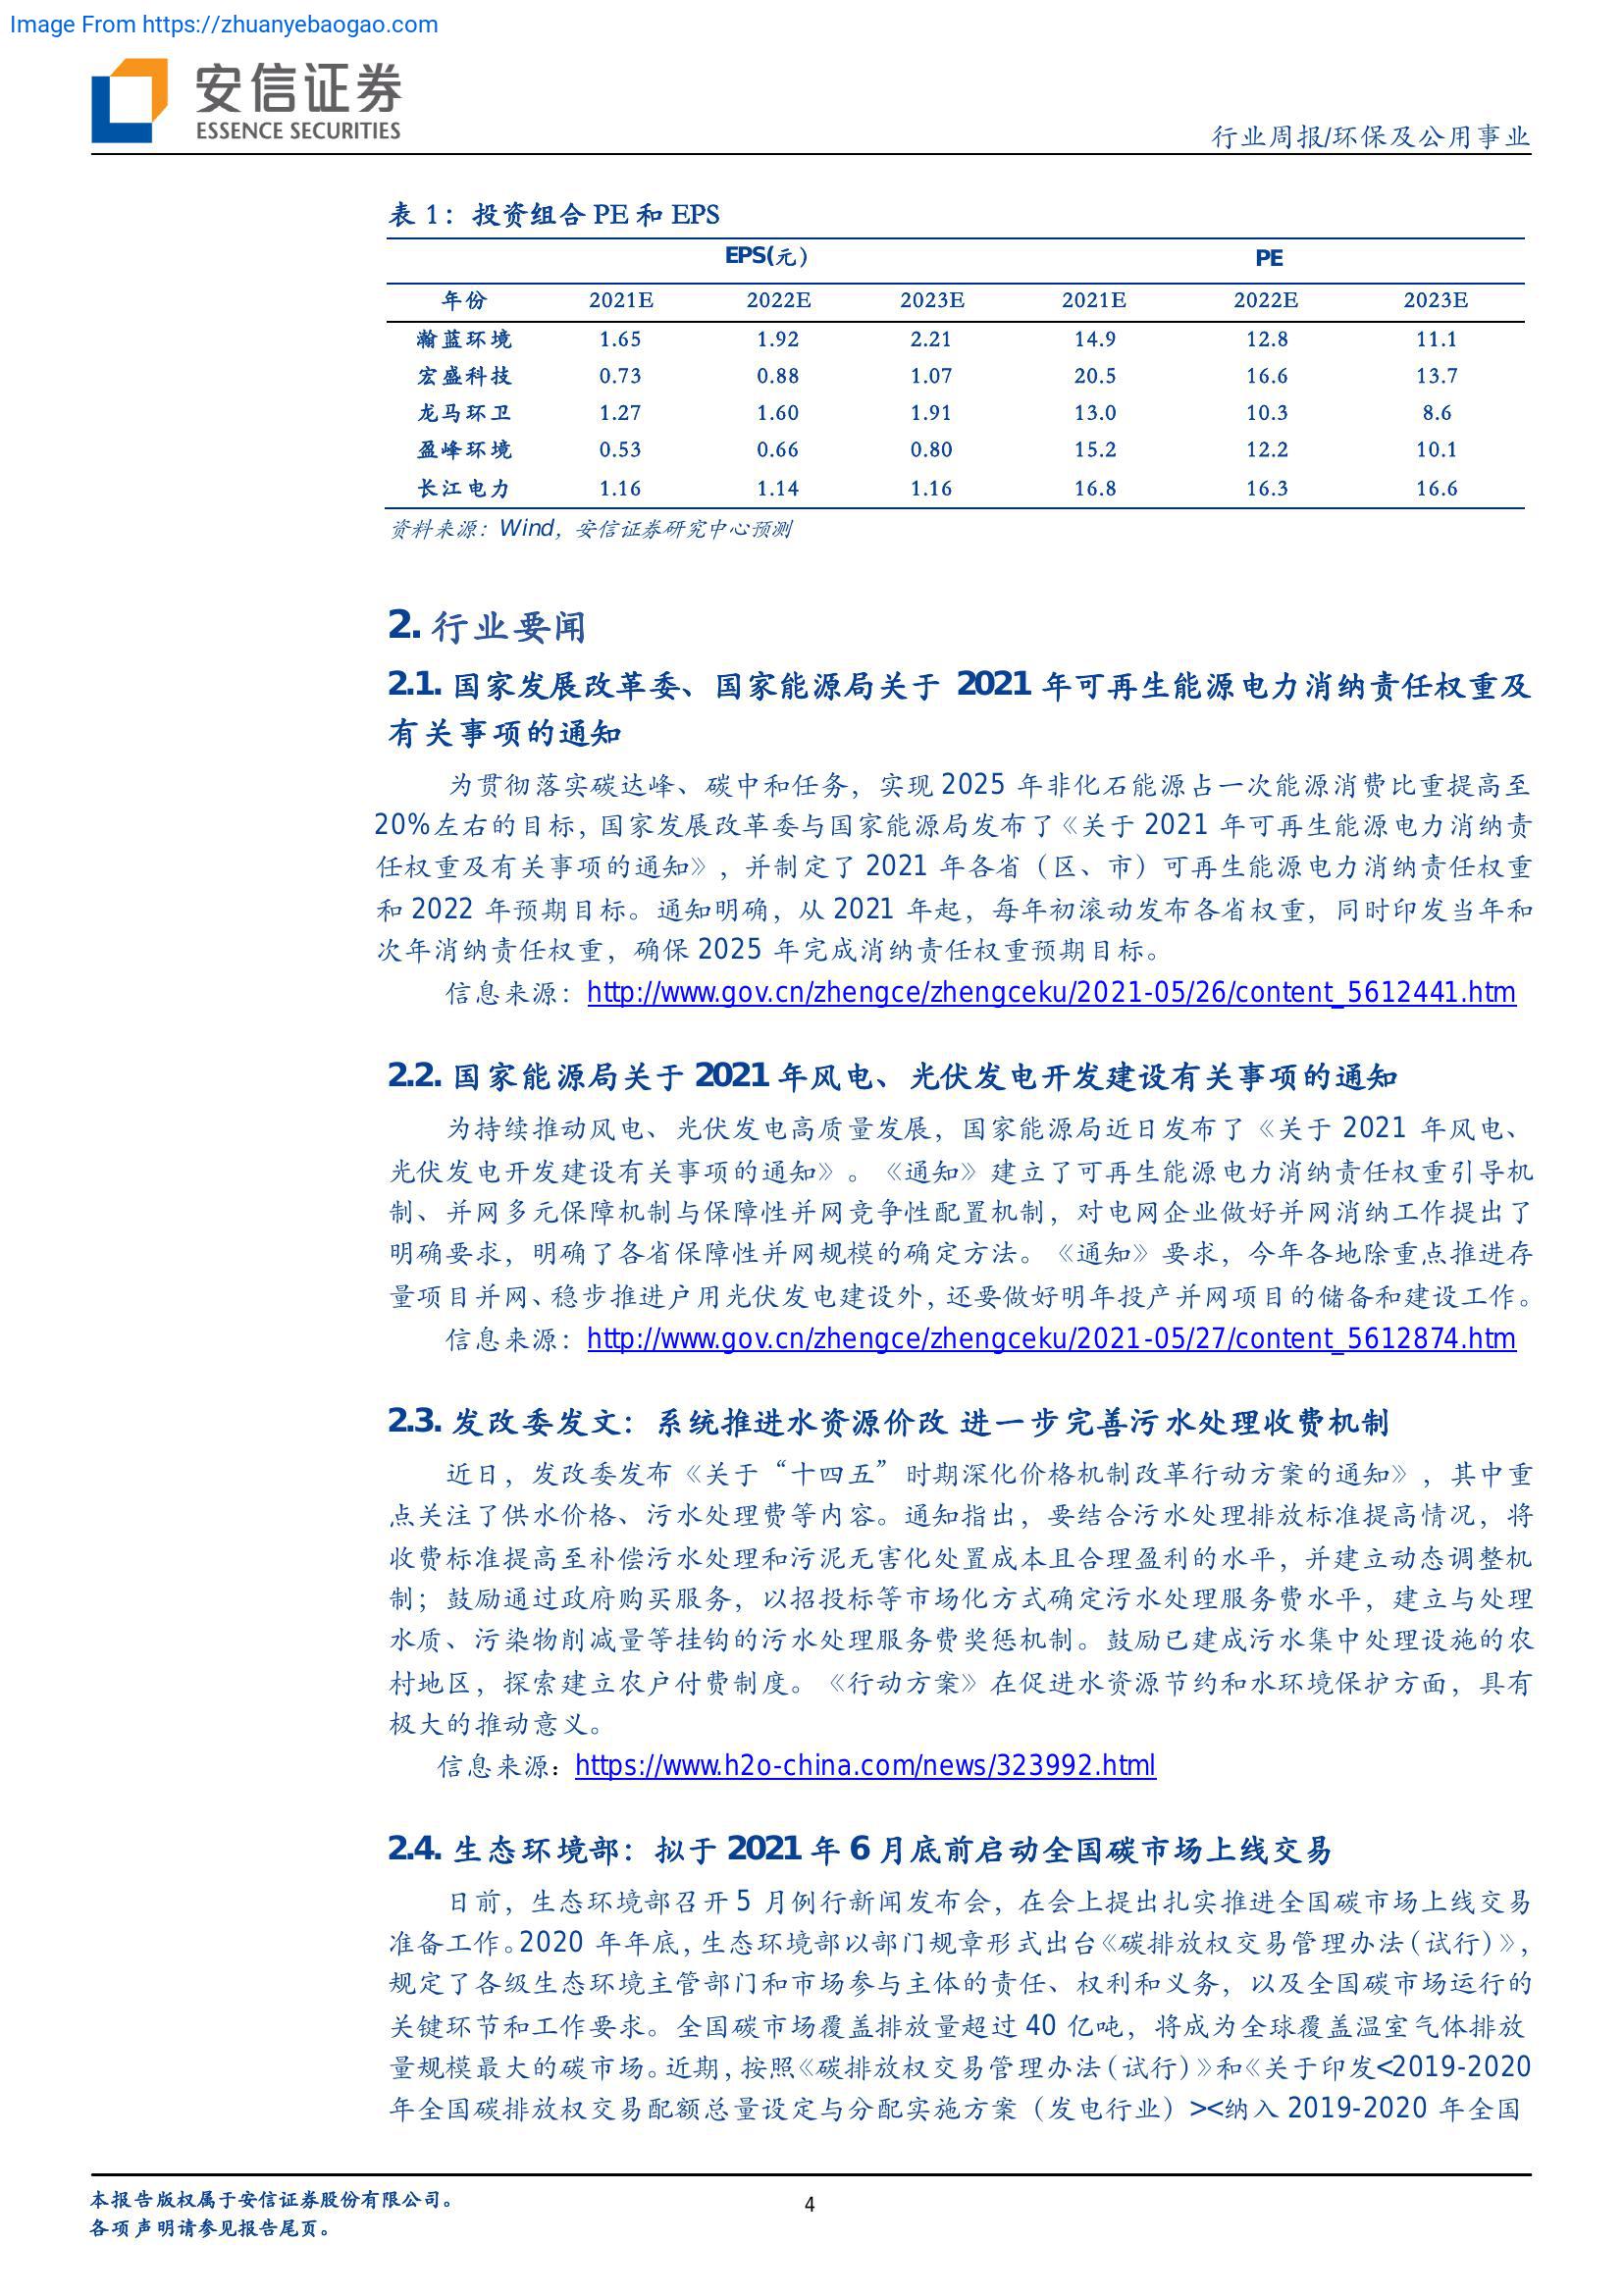 Image From https://zhuanyebaogao.com
安信证券
ESSENCE SECURITIES
行业周报/环保及公用事业
表 1：投资组合 PE 和 EPS
EPS(元) PE
年份 2021E 2022E 2023E 2021E 2022E 2023E
瀚蓝环境 1.65 1.92 2.21 14.9 12.8 11.1
宏盛科技 0.73 0.88 1.07 20.5 16.6 13.7
龙马环卫 1.27 1.60 1.91 13.0 10.3 8.6
盈峰环境 0.53 0.66 0.80 15.2 12.2 10.1
长江电力 1.16 1.14 1.16 16.8 16.3 16.6
资料来源：Wind，安信证券研究中心预测
2. 行业要闻
2.1. 国家发展改革委、国家能源局关于 2021 年可再生能源电力消纳责任权重及
有关事项的通知
为贯彻落实碳达峰、碳中和任务，实现 2025 年非化石能源占一次能源消费比重提高至
20%左右的目标，国家发展改革委与国家能源局发布了《关于 2021 年可再生能源电力消纳责
任权重及有关事项的通知》，并制定了 2021 年各省（区、市）可再生能源电力消纳责任权重
和 2022 年预期目标。通知明确，从 2021 年起，每年初滚动发布各省权重，同时印发当年和
次年消纳责任权重，确保 2025 年完成消纳责任权重预期目标。
信息来源：http://www.gov.cn/zhengce/zhengceku/2021-05/26/content_5612441.htm
2.2. 国家能源局关于 2021 年风电、光伏发电开发建设有关事项的通知
为持续推动风电、光伏发电高质量发展，国家能源局近日发布了《关于 2021 年风电、
光伏发电开发建设有关事项的通知》。《通知》建立了可再生能源电力消纳责任权重引导机
制、并网多元保障机制与保障性并网竞争性配置机制，对电网企业做好并网消纳工作提出了
明确要求，明确了各省保障性并网规模的确定方法。《通知》要求，今年各地除重点推进存
量项目并网、稳步推进户用光伏发电建设外，还要做好明年投产并网项目的储备和建设工作。
信息来源：http://www.gov.cn/zhengce/zhengceku/2021-05/27/content_5612874.htm
2.3. 发改委发文：系统推进水资源价改 进一步完善污水处理收费机制
近日，发改委发布《关于“十四五”时期深化价格机制改革行动方案的通知》，其中重
点关注了供水价格、污水处理费等内容。通知指出，要结合污水处理排放标准提高情况，将
收费标准提高至补偿污水处理和污泥无害化处置成本且合理盈利的水平，并建立动态调整机
制；鼓励通过政府购买服务，以招投标等市场化方式确定污水处理服务费水平，建立与处理
水质、污染物削减量等挂钩的污水处理服务费奖惩机制。鼓励已建成污水集中处理设施的农
村地区，探索建立农户付费制度。《行动方案》在促进水资源节约和水环境保护方面，具有
极大的推动意义。
信息来源：https://www.h2o-china.com/news/323992.html
2.4. 生态环境部：拟于 2021 年 6 月底前启动全国碳市场上线交易
日前，生态环境部召开 5 月例行新闻发布会，在会上提出扎实推进全国碳市场上线交易
准备工作。2020 年年底，生态环境部以部门规章形式出台《碳排放权交易管理办法（试行）》，
规定了各级生态环境主管部门和市场参与主体的责任、权利和义务，以及全国碳市场运行的
关键环节和工作要求。全国碳市场覆盖排放量超过 40 亿吨，将成为全球覆盖温室气体排放
量规模最大的碳市场。近期，按照《碳排放权交易管理办法（试行）》和《关于印发<2019-2020
年全国碳排放权交易配额总量设定与分配实施方案（发电行业）><纳入 2019-2020 年全国
本报告版权属于安信证券股份有限公司。
各项声明请参见报告尾页。
4